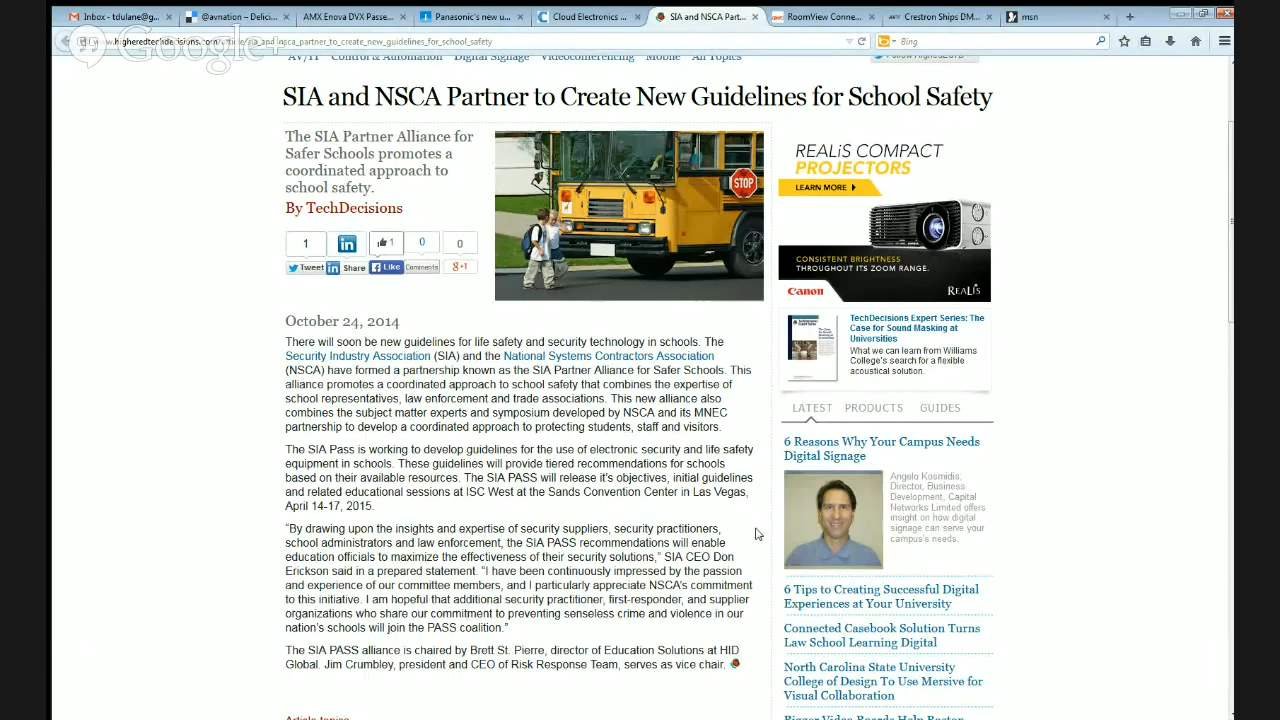 Inbox - tdulane@g...
@avnation – Delici...
AMX Enova DVX Passe...
Panasonic's new u...
Cloud Electronics ...
SIA and NSCA Part...
RoomView Conne...
Crestron Ships DM...
msn
Google+
www.higheredtechdecisions.com/article/sia_and_nsca_partner_to_create_new_guidelines_for_school_safety
Bing
AV/IT Control & Automation Digital Signage Videoconferencing Mobile All Topics
SIA and NSCA Partner to Create New Guidelines for School Safety
The SIA Partner Alliance for
Safer Schools promotes a
coordinated approach to
school safety.
By TechDecisions
1 1 0 0
Tweet Share Like Comments +1
STOP
October 24, 2014
There will soon be new guidelines for life safety and security technology in schools. The
Security Industry Association (SIA) and the National Systems Contractors Association
(NSCA) have formed a partnership known as the SIA Partner Alliance for Safer Schools. This
alliance promotes a coordinated approach to school safety that combines the expertise of
school representatives, law enforcement and trade associations. This new alliance also
combines the subject matter experts and symposium developed by NSCA and its MNEC
partnership to develop a coordinated approach to protecting students, staff and visitors.
The SIA Pass is working to develop guidelines for the use of electronic security and life safety
equipment in schools. These guidelines will provide tiered recommendations for schools
based on their available resources. The SIA PASS will release it's objectives, initial guidelines
and related educational sessions at ISC West at the Sands Convention Center in Las Vegas,
April 14-17, 2015.
“By drawing upon the insights and expertise of security suppliers, security practitioners,
school administrators and law enforcement, the SIA PASS recommendations will enable
education officials to maximize the effectiveness of their security solutions,” SIA CEO Don
Erickson said in a prepared statement. “I have been continuously impressed by the passion
and experience of our committee members, and I particularly appreciate NSCA's commitment
to this initiative. I am hopeful that additional security practitioner, first-responder, and supplier
organizations who share our commitment to preventing senseless crime and violence in our
nation's schools will join the PASS coalition.”
The SIA PASS alliance is chaired by Brett St. Pierre, director of Education Solutions at HID
Global. Jim Crumbley, president and CEO of Risk Response Team, serves as vice chair.
Article topics
REALiS COMPACT
PROJECTORS
LEARN MORE
CONSISTENT BRIGHTNESS
THROUGHOUT ITS ZOOM RANGE.
Canon REALiS
TechDecisions Expert Series: The
Case for Sound Masking at
Universities
What we can learn from Williams
College's search for a flexible
acoustical solution.
LATEST PRODUCTS GUIDES
6 Reasons Why Your Campus Needs
Digital Signage
Angelo Kosmidis,
Director, Business
Development, Capital
Networks Limited offers
insight on how digital
signage can serve your
campus's needs.
6 Tips to Creating Successful Digital
Experiences at Your University
Connected Casebook Solution Turns
Law School Learning Digital
North Carolina State University
College of Design To Use Mersive for
Visual Collaboration
Bigger Video Boards Help Boston